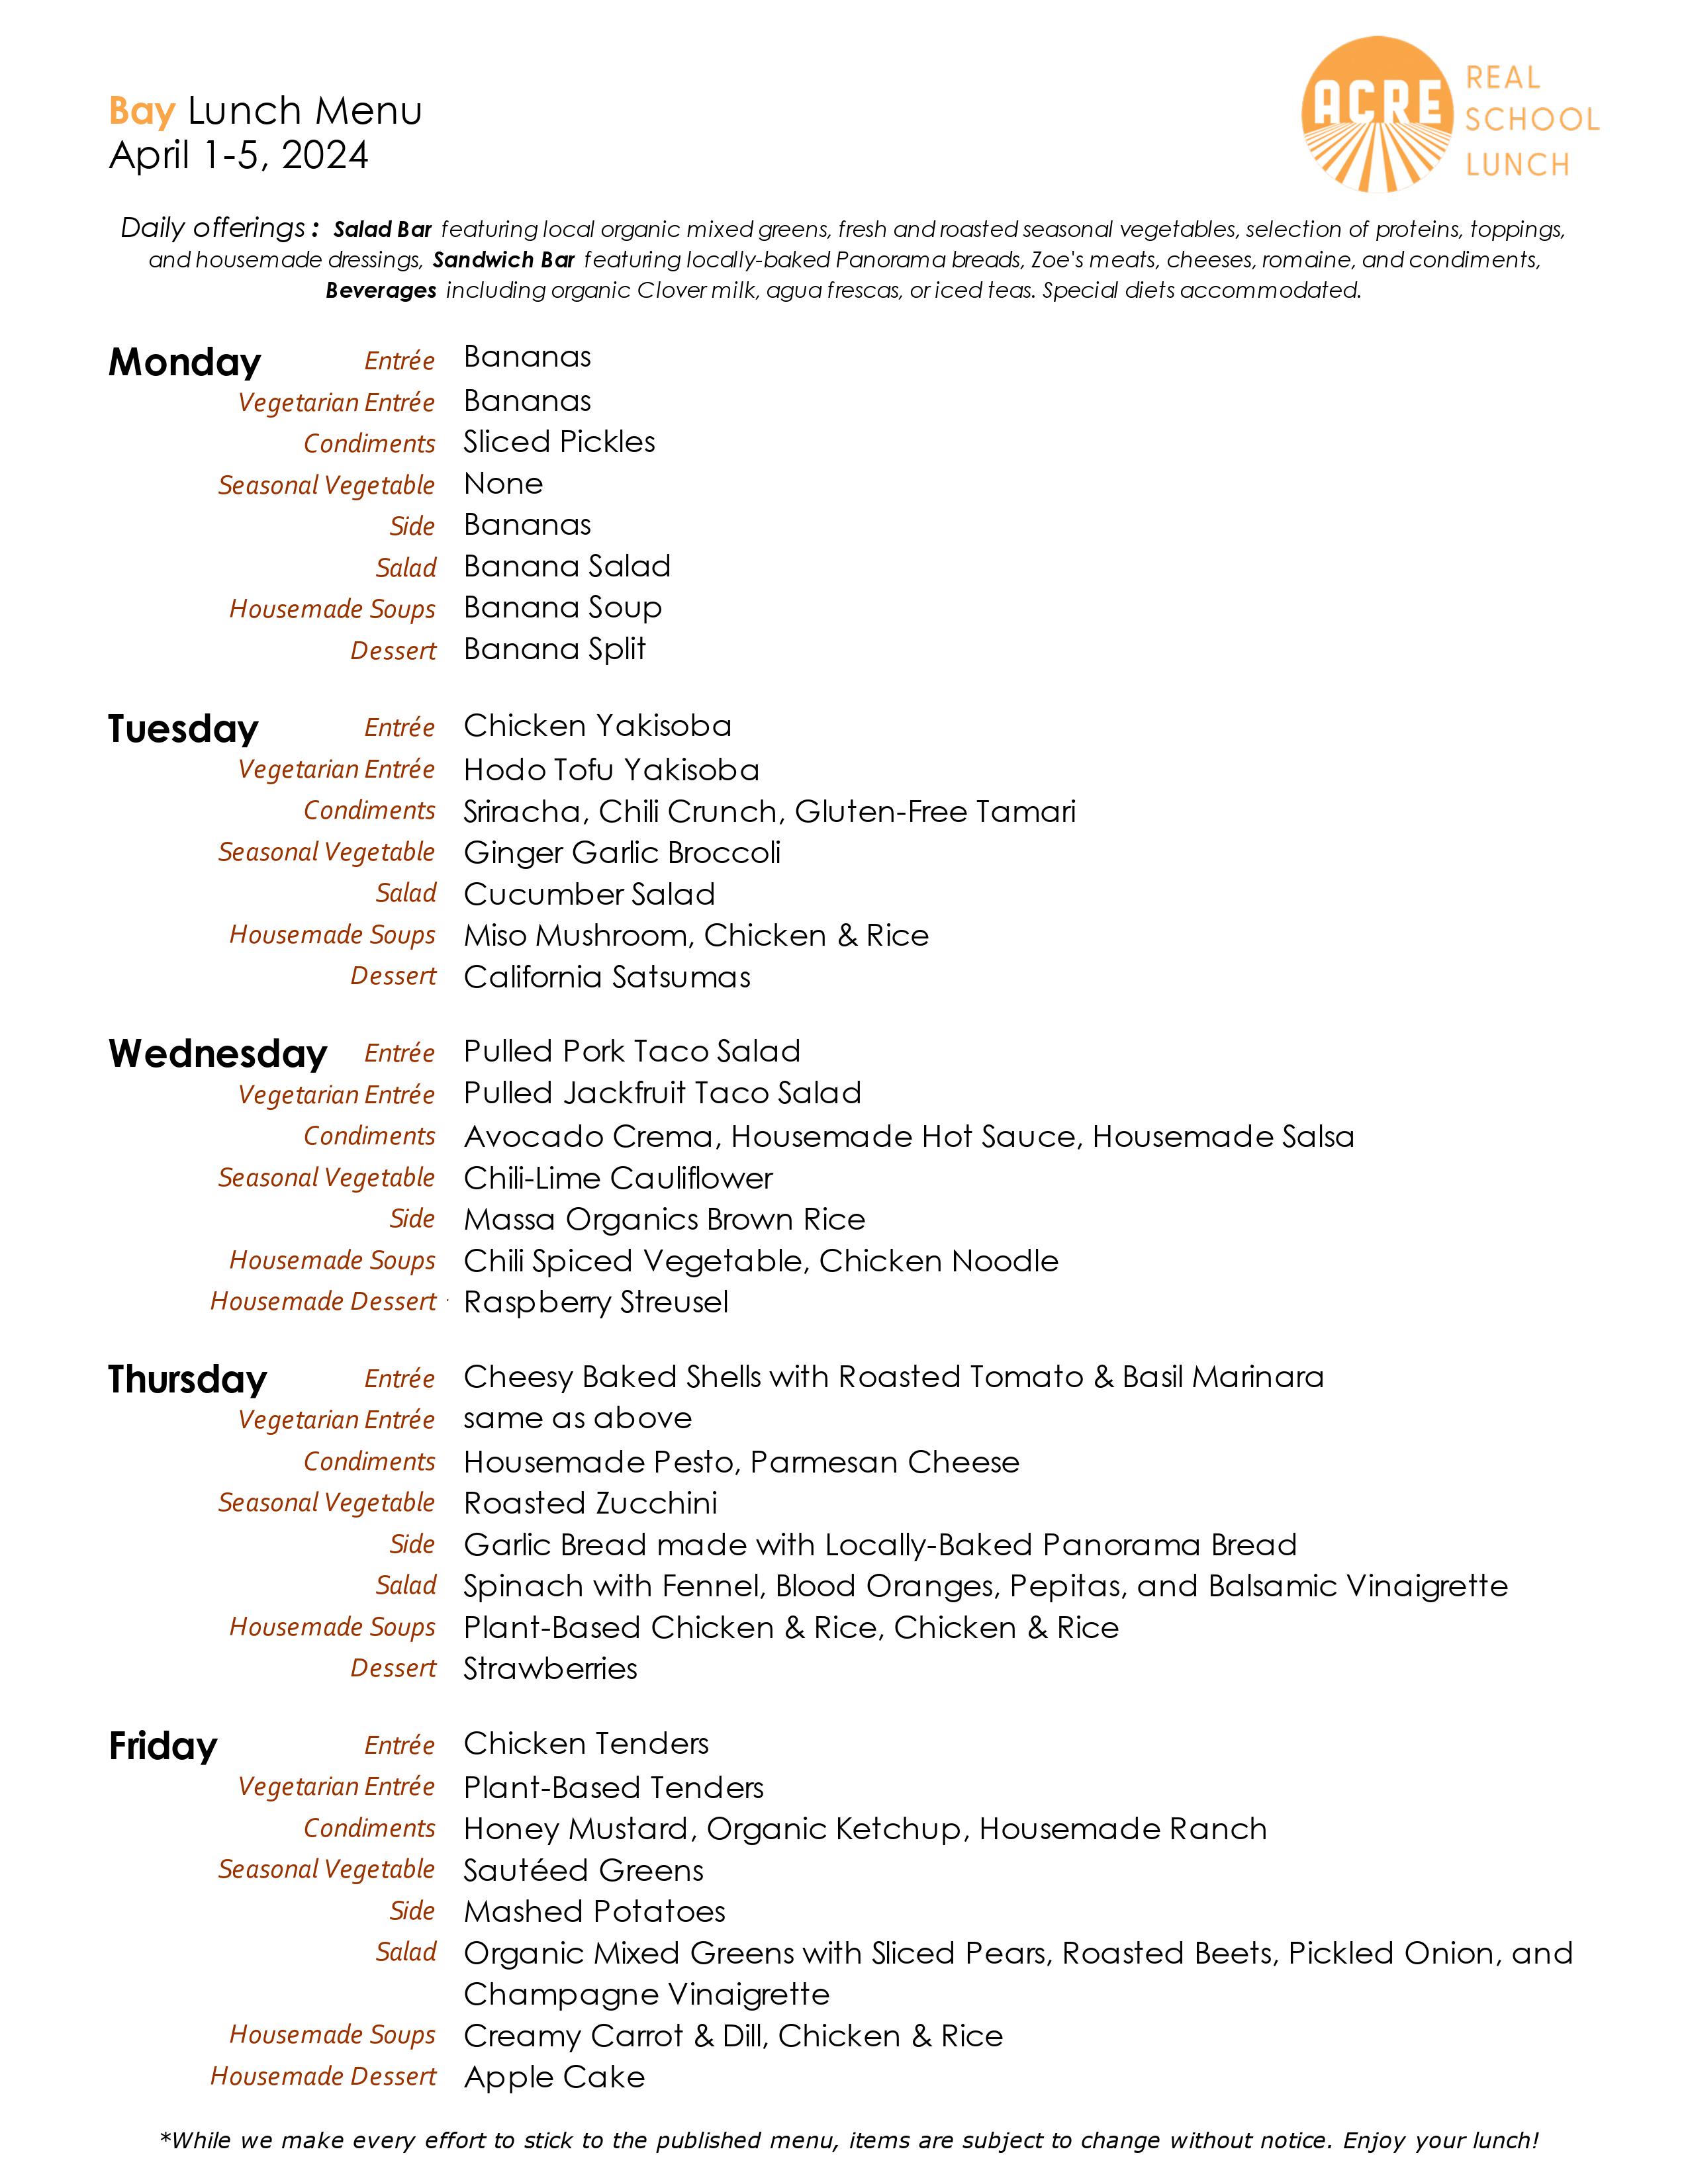 Bay Lunch Menu
April 1-5, 2024
ACRE
REAL
SCHOOL
LUNCH
Daily offerings : Salad Bar featuring local organic mixed greens, fresh and roasted seasonal vegetables, selection of proteins, toppings,
and housemade dressings, Sandwich Bar featuring locally-baked Panorama breads, Zoe's meats, cheeses, romaine, and condiments,
Beverages including organic Clover milk, agua frescas, or iced teas. Special diets accommodated.
Monday Entrée Bananas
Vegetarian Entrée Bananas
Condiments Sliced Pickles
Seasonal Vegetable None
Side Bananas
Salad Banana Salad
Housemade Soups Banana Soup
Dessert Banana Split
Tuesday Entrée Chicken Yakisoba
Vegetarian Entrée Hodo Tofu Yakisoba
Condiments Sriracha, Chili Crunch, Gluten-Free Tamari
Seasonal Vegetable Ginger Garlic Broccoli
Salad Cucumber Salad
Housemade Soups Miso Mushroom, Chicken & Rice
Dessert California Satsumas
Wednesday Entrée Pulled Pork Taco Salad
Vegetarian Entrée Pulled Jackfruit Taco Salad
Condiments Avocado Crema, Housemade Hot Sauce, Housemade Salsa
Seasonal Vegetable Chili-Lime Cauliflower
Side Massa Organics Brown Rice
Housemade Soups Chili Spiced Vegetable, Chicken Noodle
Housemade Dessert Raspberry Streusel
Thursday Entrée Cheesy Baked Shells with Roasted Tomato & Basil Marinara
Vegetarian Entrée same as above
Condiments Housemade Pesto, Parmesan Cheese
Seasonal Vegetable Roasted Zucchini
Side Garlic Bread made with Locally-Baked Panorama Bread
Salad Spinach with Fennel, Blood Oranges, Pepitas, and Balsamic Vinaigrette
Housemade Soups Plant-Based Chicken & Rice, Chicken & Rice
Dessert Strawberries
Friday Entrée Chicken Tenders
Vegetarian Entrée Plant-Based Tenders
Condiments Honey Mustard, Organic Ketchup, Housemade Ranch
Seasonal Vegetable Sautéed Greens
Side Mashed Potatoes
Salad Organic Mixed Greens with Sliced Pears, Roasted Beets, Pickled Onion, and
Champagne Vinaigrette
Housemade Soups Creamy Carrot & Dill, Chicken & Rice
Housemade Dessert Apple Cake
*While we make every effort to stick to the published menu, items are subject to change without notice. Enjoy your lunch!